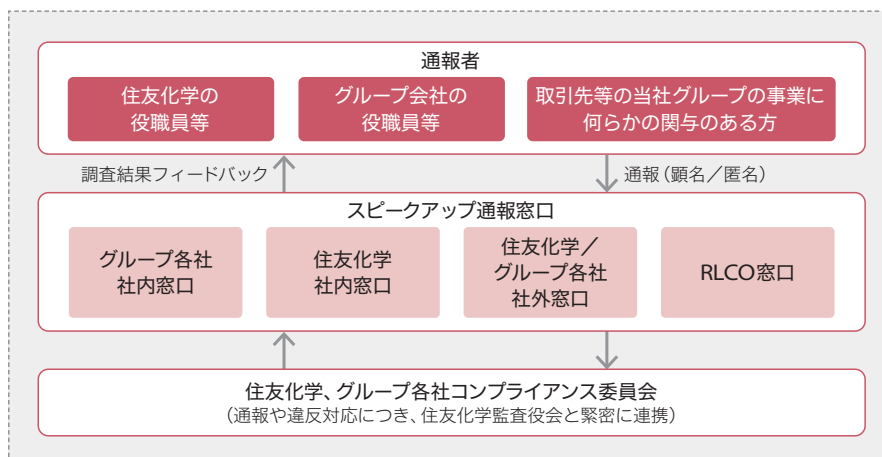 通報者
住友化学の
役職員等
グループ会社の
役職員等
取引先等の当社グループの事業に
何らかの関与のある方
調査結果フィードバック
通報(顕名／匿名)
スピークアップ通報窓口
グループ各社
社内窓口
住友化学
社内窓口
住友化学／
グループ各社
社外窓口
RLCO窓口
住友化学、グループ各社コンプライアンス委員会
（通報や違反対応につき、住友化学監査役会と緊密に連携）